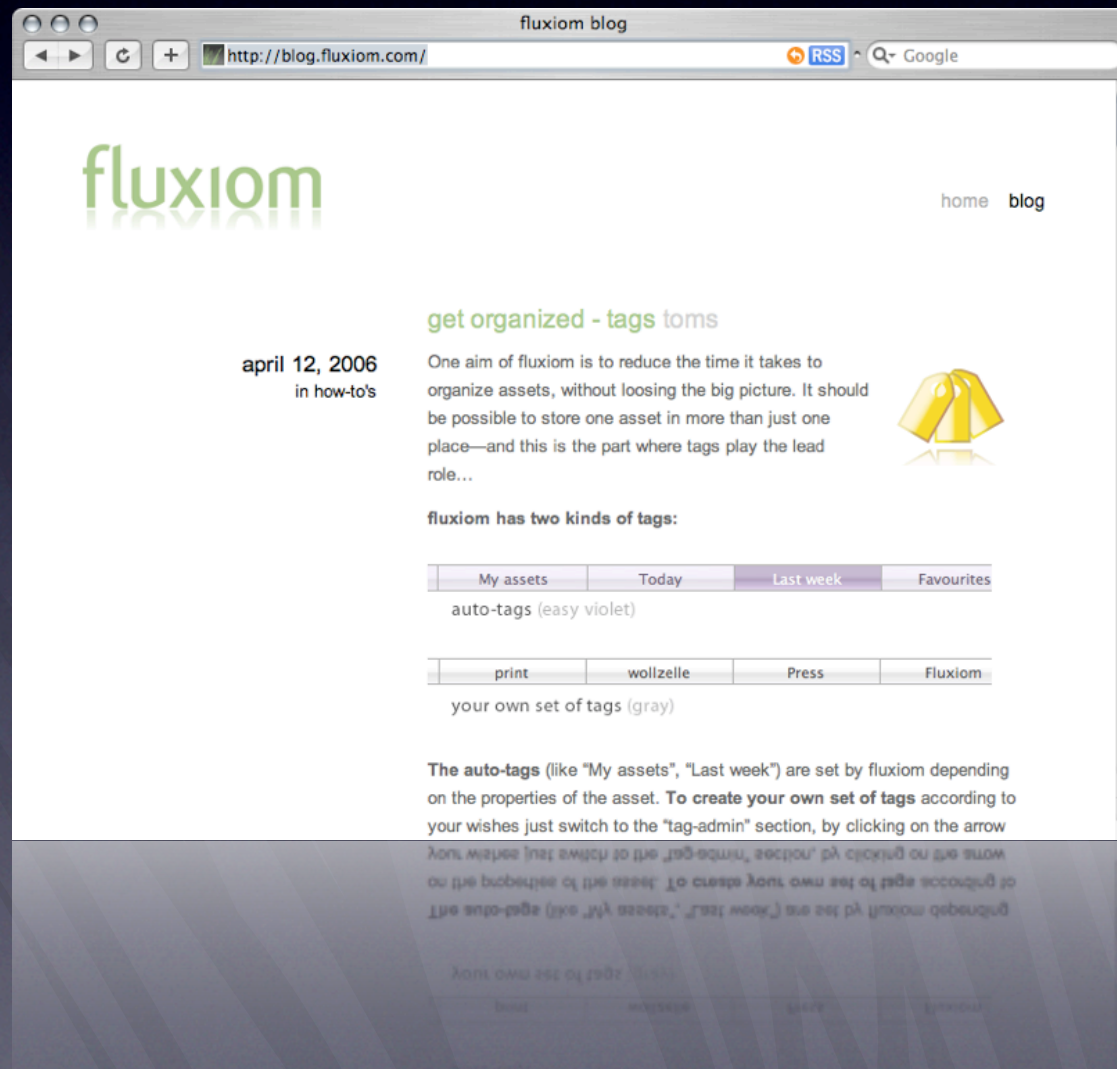 fluxiom blog
http://blog.fluxiom.com/ RSS Google
fluxiom
home blog
get organized - tags toms
april 12, 2006
in how-to's
One aim of fluxiom is to reduce the time it takes to
organize assets, without loosing the big picture. It should
be possible to store one asset in more than just one
place—and this is the part where tags play the lead
role…
fluxiom has two kinds of tags:
My assets Today Last week Favourites
auto-tags (easy violet)
print wollzelle Press Fluxiom
your own set of tags (gray)
The auto-tags (like “My assets”, “Last week”) are set by fluxiom depending
on the properties of the asset. To create your own set of tags according to
your wishes just switch to the “tag-admin” section, by clicking on the arrow